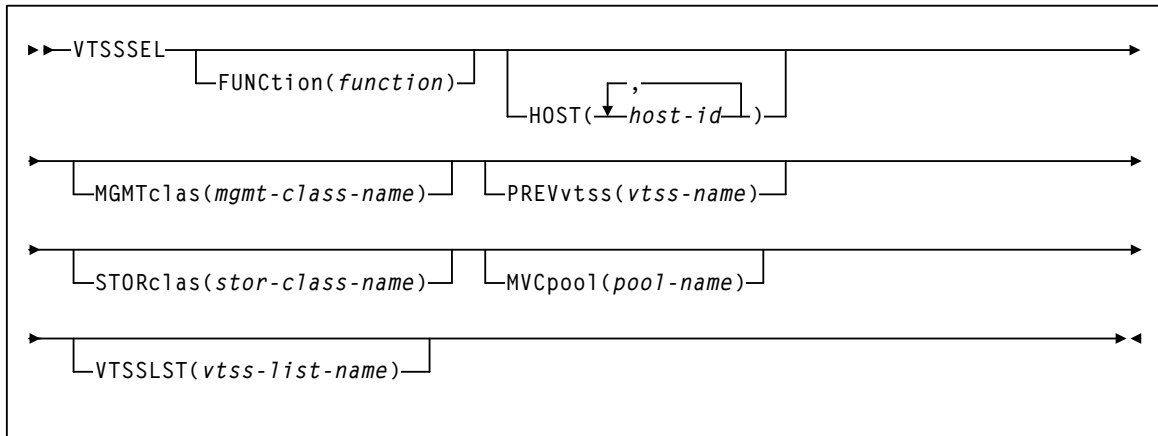 VTSSSEL
FUNCtion(function)
,
HOST( host-id )
MGMTclas(mgmt-class-name)
PREVvtss(vtss-name)
STORclas(stor-class-name)
MVCpool(pool-name)
VTSSLST(vtss-list-name)